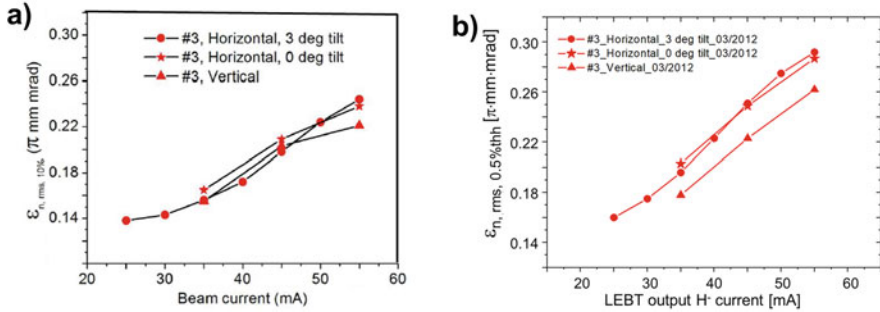 a)
#3, Horizontal, 3 deg tilt
#3, Horizontal, 0 deg tilt
#3, Vertical
0.30
0.26
0.22
0.18
0.14
εn, rms, 10% (π mm mrad)
20 30 40 50 60
Beam current (mA)
b)
#3_Horizontal_3 deg tilt_03/2012
#3_Horizontal_0 deg tilt_03/2012
#3_Vertical_03/2012
0.30
0.26
0.22
0.18
0.14
εn, rms, 0.5%thh [π·mm·mrad]
20 30 40 50 60
LEBT output H⁻ current [mA]